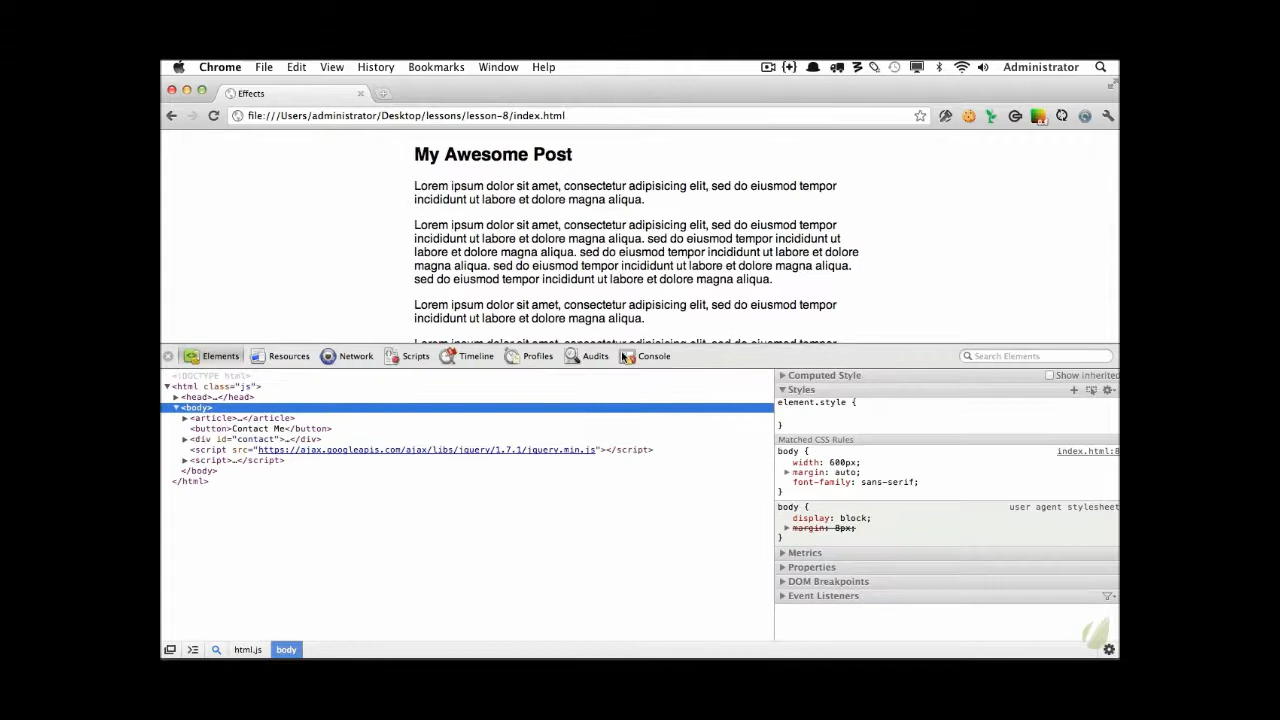 Chrome File Edit View History Bookmarks Window Help Administrator
Effects
file:///Users/administrator/Desktop/lessons/lesson-8/index.html
My Awesome Post
Lorem ipsum dolor sit amet, consectetur adipisicing elit, sed do eiusmod tempor
incididunt ut labore et dolore magna aliqua.
Lorem ipsum dolor sit amet, consectetur adipisicing elit, sed do eiusmod tempor
incididunt ut labore et dolore magna aliqua. sed do eiusmod tempor incididunt ut
labore et dolore magna aliqua. sed do eiusmod tempor incididunt ut labore et dolore
magna aliqua. sed do eiusmod tempor incididunt ut labore et dolore magna aliqua.
sed do eiusmod tempor incididunt ut labore et dolore magna aliqua.
Lorem ipsum dolor sit amet, consectetur adipisicing elit, sed do eiusmod tempor
incididunt ut labore et dolore magna aliqua.
Elements Resources Network Scripts Timeline Profiles Audits Console Search Elements
<!DOCTYPE html>
<html class="js">
<head>…</head>
<body>
<article>…</article>
<button>Contact Me</button>
<div id="contact">…</div>
<script src="https://ajax.googleapis.com/ajax/libs/jquery/1.7.1/jquery.min.js"></script>
<script>…</script>
</body>
</html>
Computed Style Show inherited
Styles
element.style {
}
Matched CSS Rules
body { index.html:8
width: 600px;
margin: auto;
font-family: sans-serif;
}
body { user agent stylesheet
display: block;
margin: 8px;
}
Metrics
Properties
DOM Breakpoints
Event Listeners
html.js body